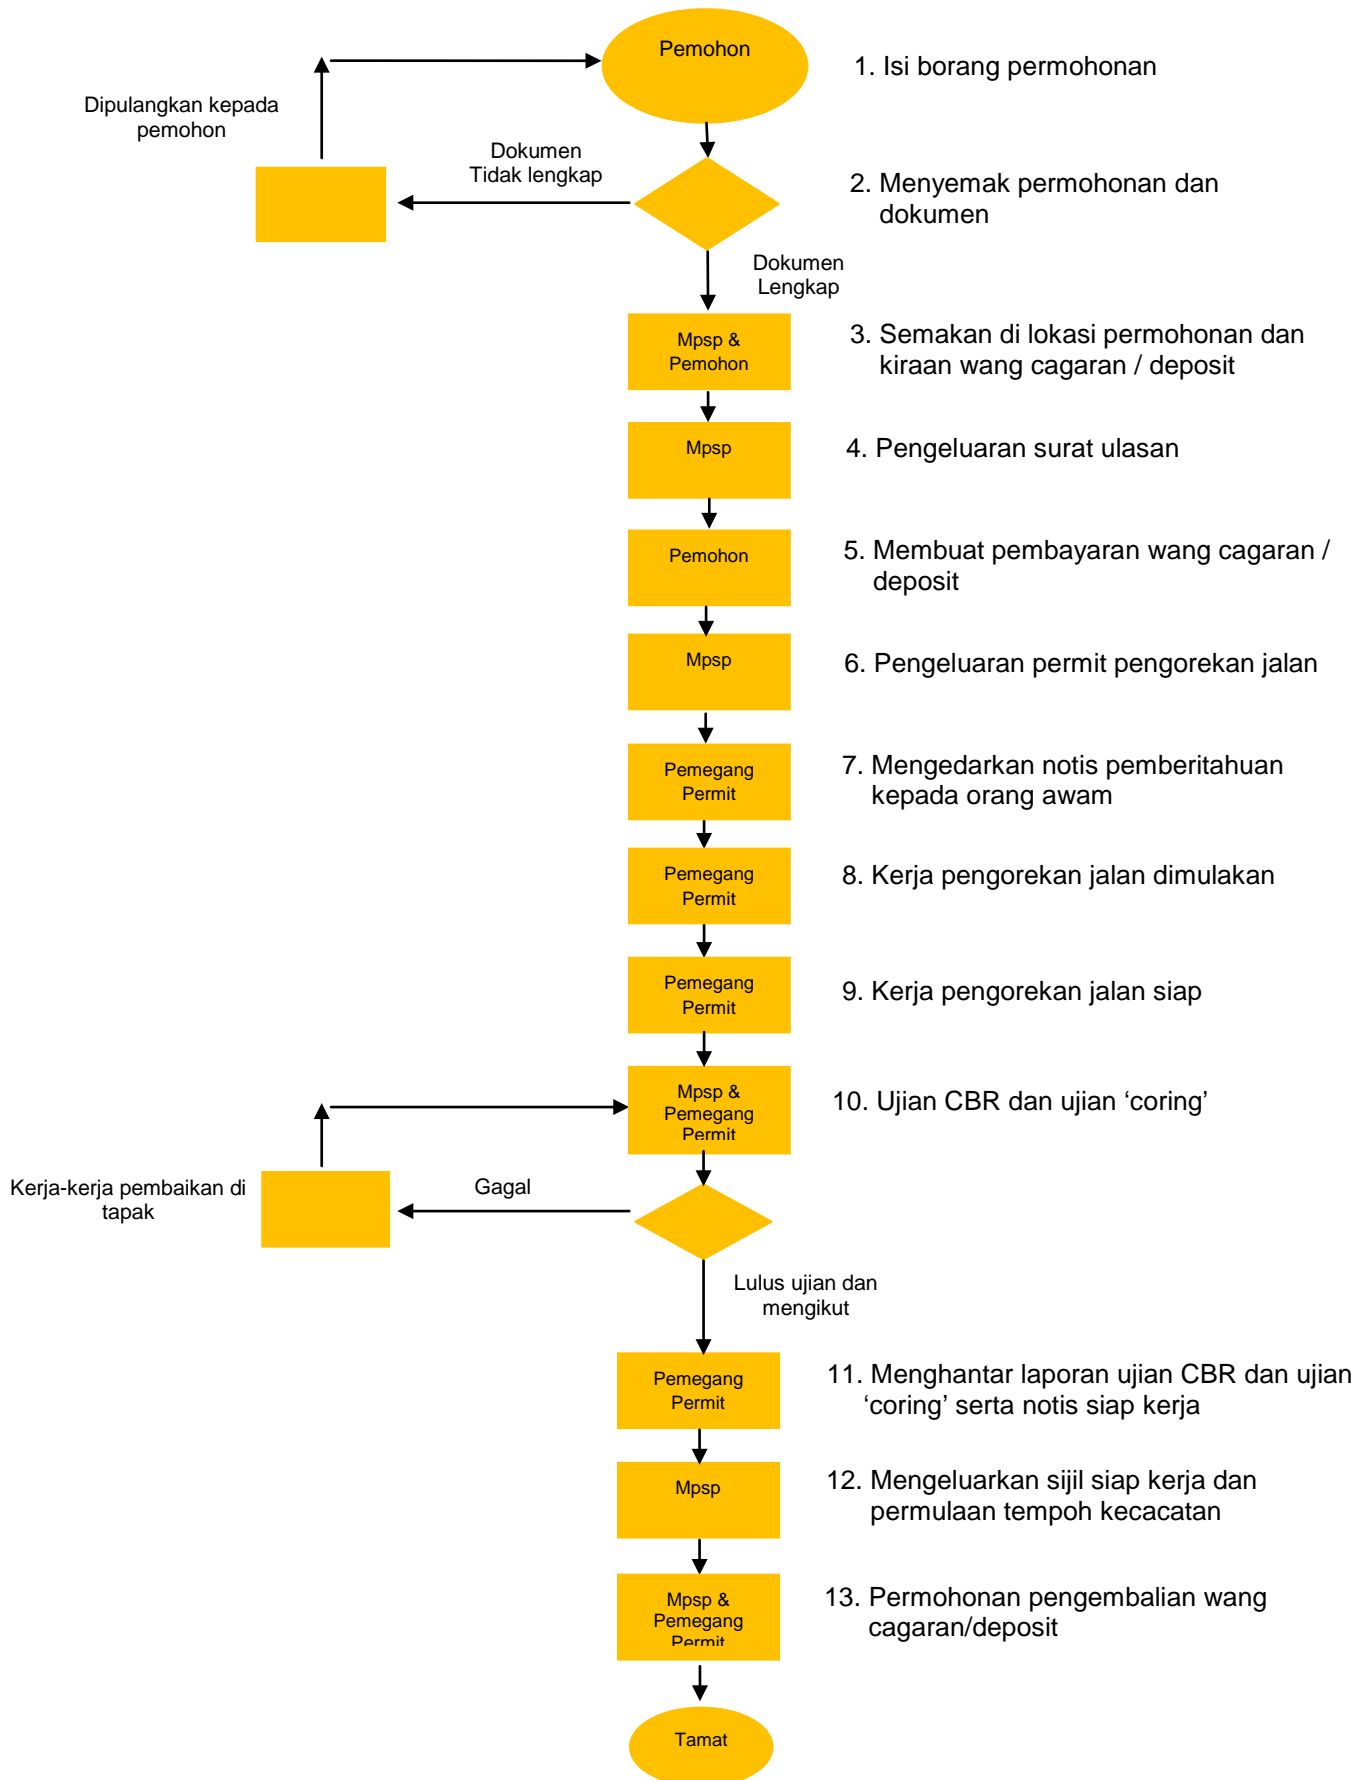 Pemohon
1. Isi borang permohonan
Dipulangkan kepada
pemohon
Dokumen
Tidak lengkap
2. Menyemak permohonan dan
dokumen
Dokumen
Lengkap
Mpsp &
Pemohon
3. Semakan di lokasi permohonan dan
kiraan wang cagaran / deposit
Mpsp
4. Pengeluaran surat ulasan
Pemohon
5. Membuat pembayaran wang cagaran /
deposit
Mpsp
6. Pengeluaran permit pengorekan jalan
Pemegang
Permit
7. Mengedarkan notis pemberitahuan
kepada orang awam
Pemegang
Permit
8. Kerja pengorekan jalan dimulakan
Pemegang
Permit
9. Kerja pengorekan jalan siap
Mpsp &
Pemegang
Permit
10. Ujian CBR dan ujian ‘coring’
Kerja-kerja pembaikan di
tapak
Gagal
Lulus ujian dan
mengikut
Pemegang
Permit
11. Menghantar laporan ujian CBR dan ujian
‘coring’ serta notis siap kerja
Mpsp
12. Mengeluarkan sijil siap kerja dan
permulaan tempoh kecacatan
Mpsp &
Pemegang
Permit
13. Permohonan pengembalian wang
cagaran/deposit
Tamat